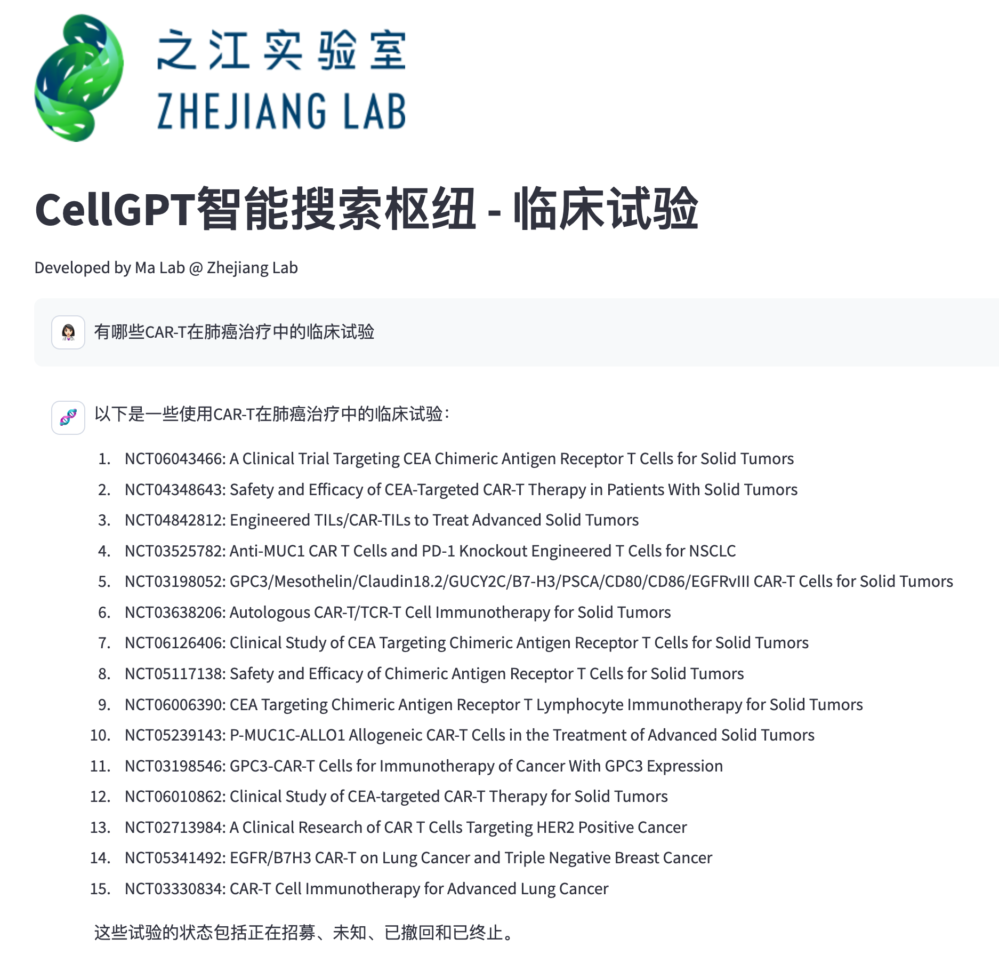 之江实验室
ZHEJIANG LAB
CellGPT智能搜索枢纽 - 临床试验
Developed by Ma Lab @ Zhejiang Lab
有哪些CAR-T在肺癌治疗中的临床试验
以下是一些使用CAR-T在肺癌治疗中的临床试验：
1. NCT06043466: A Clinical Trial Targeting CEA Chimeric Antigen Receptor T Cells for Solid Tumors
2. NCT04348643: Safety and Efficacy of CEA-Targeted CAR-T Therapy in Patients With Solid Tumors
3. NCT04842812: Engineered TILs/CAR-TILs to Treat Advanced Solid Tumors
4. NCT03525782: Anti-MUC1 CAR T Cells and PD-1 Knockout Engineered T Cells for NSCLC
5. NCT03198052: GPC3/Mesothelin/Claudin18.2/GUCY2C/B7-H3/PSCA/CD80/CD86/EGFRvIII CAR-T Cells for Solid Tumors
6. NCT03638206: Autologous CAR-T/TCR-T Cell Immunotherapy for Solid Tumors
7. NCT06126406: Clinical Study of CEA Targeting Chimeric Antigen Receptor T Cells for Solid Tumors
8. NCT05117138: Safety and Efficacy of Chimeric Antigen Receptor T Cells for Solid Tumors
9. NCT06006390: CEA Targeting Chimeric Antigen Receptor T Lymphocyte Immunotherapy for Solid Tumors
10. NCT05239143: P-MUC1C-ALLO1 Allogeneic CAR-T Cells in the Treatment of Advanced Solid Tumors
11. NCT03198546: GPC3-CAR-T Cells for Immunotherapy of Cancer With GPC3 Expression
12. NCT06010862: Clinical Study of CEA-targeted CAR-T Therapy for Solid Tumors
13. NCT02713984: A Clinical Research of CAR T Cells Targeting HER2 Positive Cancer
14. NCT05341492: EGFR/B7H3 CAR-T on Lung Cancer and Triple Negative Breast Cancer
15. NCT03330834: CAR-T Cell Immunotherapy for Advanced Lung Cancer
这些试验的状态包括正在招募、未知、已撤回和已终止。